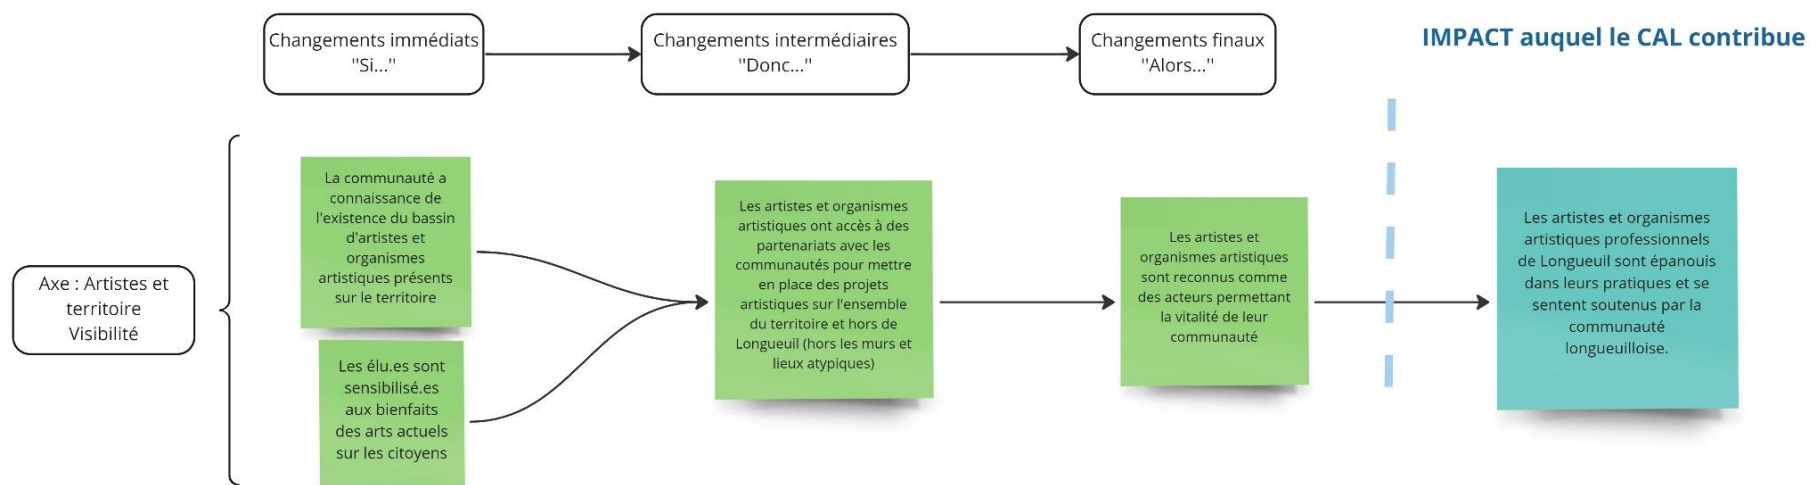 Changements immédiats
"Si..."
Changements intermédiaires
"Donc..."
Changements finaux
"Alors..."
IMPACT auquel le CAL contribue
Axe : Artistes et
territoire
Visibilité
La communauté a
connaissance de
l'existence du bassin
d'artistes et
organismes
artistiques présents
sur le territoire
Les élu.es sont
sensibilisé.es
aux bienfaits
des arts actuels
sur les citoyens
Les artistes et organismes
artistiques ont accès à des
partenariats avec les
communautés pour mettre
en place des projets
artistiques sur l'ensemble
du territoire et hors de
Longueuil (hors les murs et
lieux atypiques)
Les artistes et
organismes artistiques
sont reconnus comme
des acteurs permettant
la vitalité de leur
communauté
Les artistes et organismes
artistiques professionnels
de Longueuil sont épanouis
dans leurs pratiques et se
sentent soutenus par la
communauté
longueuilloise.